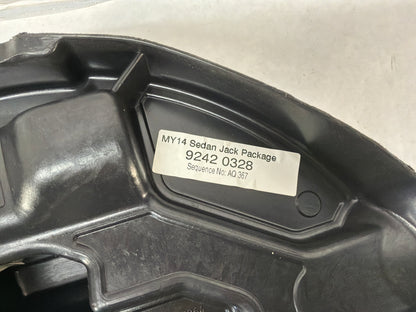 MY14 Sedan Jack Package
9242 0328
Sequence No: AQ 367